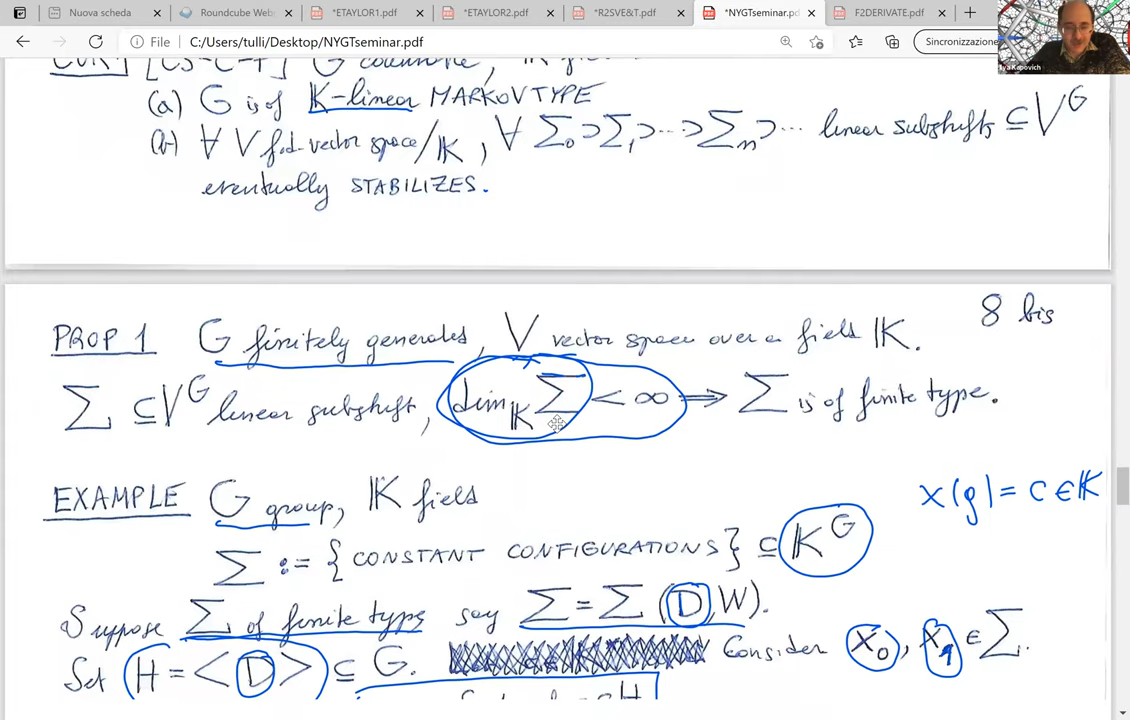 Nuova scheda
Roundcube Web
*ETAYLOR1.pdf
*ETAYLOR2.pdf
*R2SVE&T.pdf
*NYGTseminar.pd
F2DERIVATE.pdf
File
C:/Users/tulli/Desktop/NYGTseminar.pdf
Sincronizzazione
Ilya Kapovich
(a) G is of K-linear MARKOV TYPE
(b) ∀ V f.d. vector space/K, ∀ Σ₀ ⊃ Σ₁ ⊃ ... ⊃ Σₙ ⊃ ... linear subshifts ⊆ V^G
eventually STABILIZES.
8 bis
PROP 1 G finitely generated, V vector space over a field K.
Σ ⊆ V^G linear subshift, dim_K Σ < ∞ ⟹ Σ is of finite type.
EXAMPLE G group, K field
x(g) = c ∈ K
Σ := {CONSTANT CONFIGURATIONS} ⊆ K^G
Suppose Σ of finite type say Σ = Σ(D, W).
Set H = <D> ⊆ G. Consider x₀, x₁ ∈ Σ.